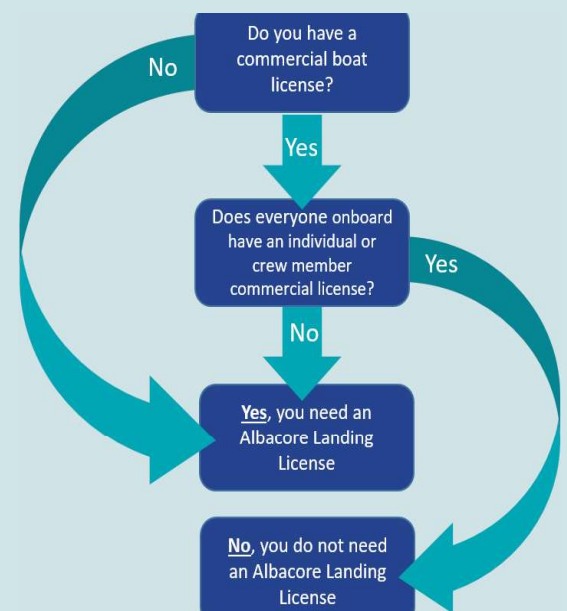 Do you have a
commercial boat
license?
No
Yes
Does everyone onboard
have an individual or
crew member
commercial license?
Yes
No
Yes, you need an
Albacore Landing
License
No, you do not need
an Albacore Landing
License